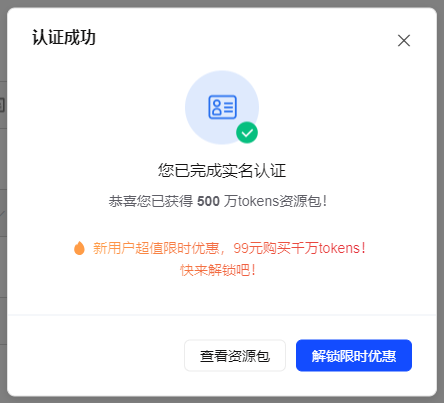 认证成功
您已完成实名认证
恭喜您已获得 500 万tokens资源包！
新用户超值限时优惠，99元购买千万tokens！
快来解锁吧！
查看资源包
解锁限时优惠